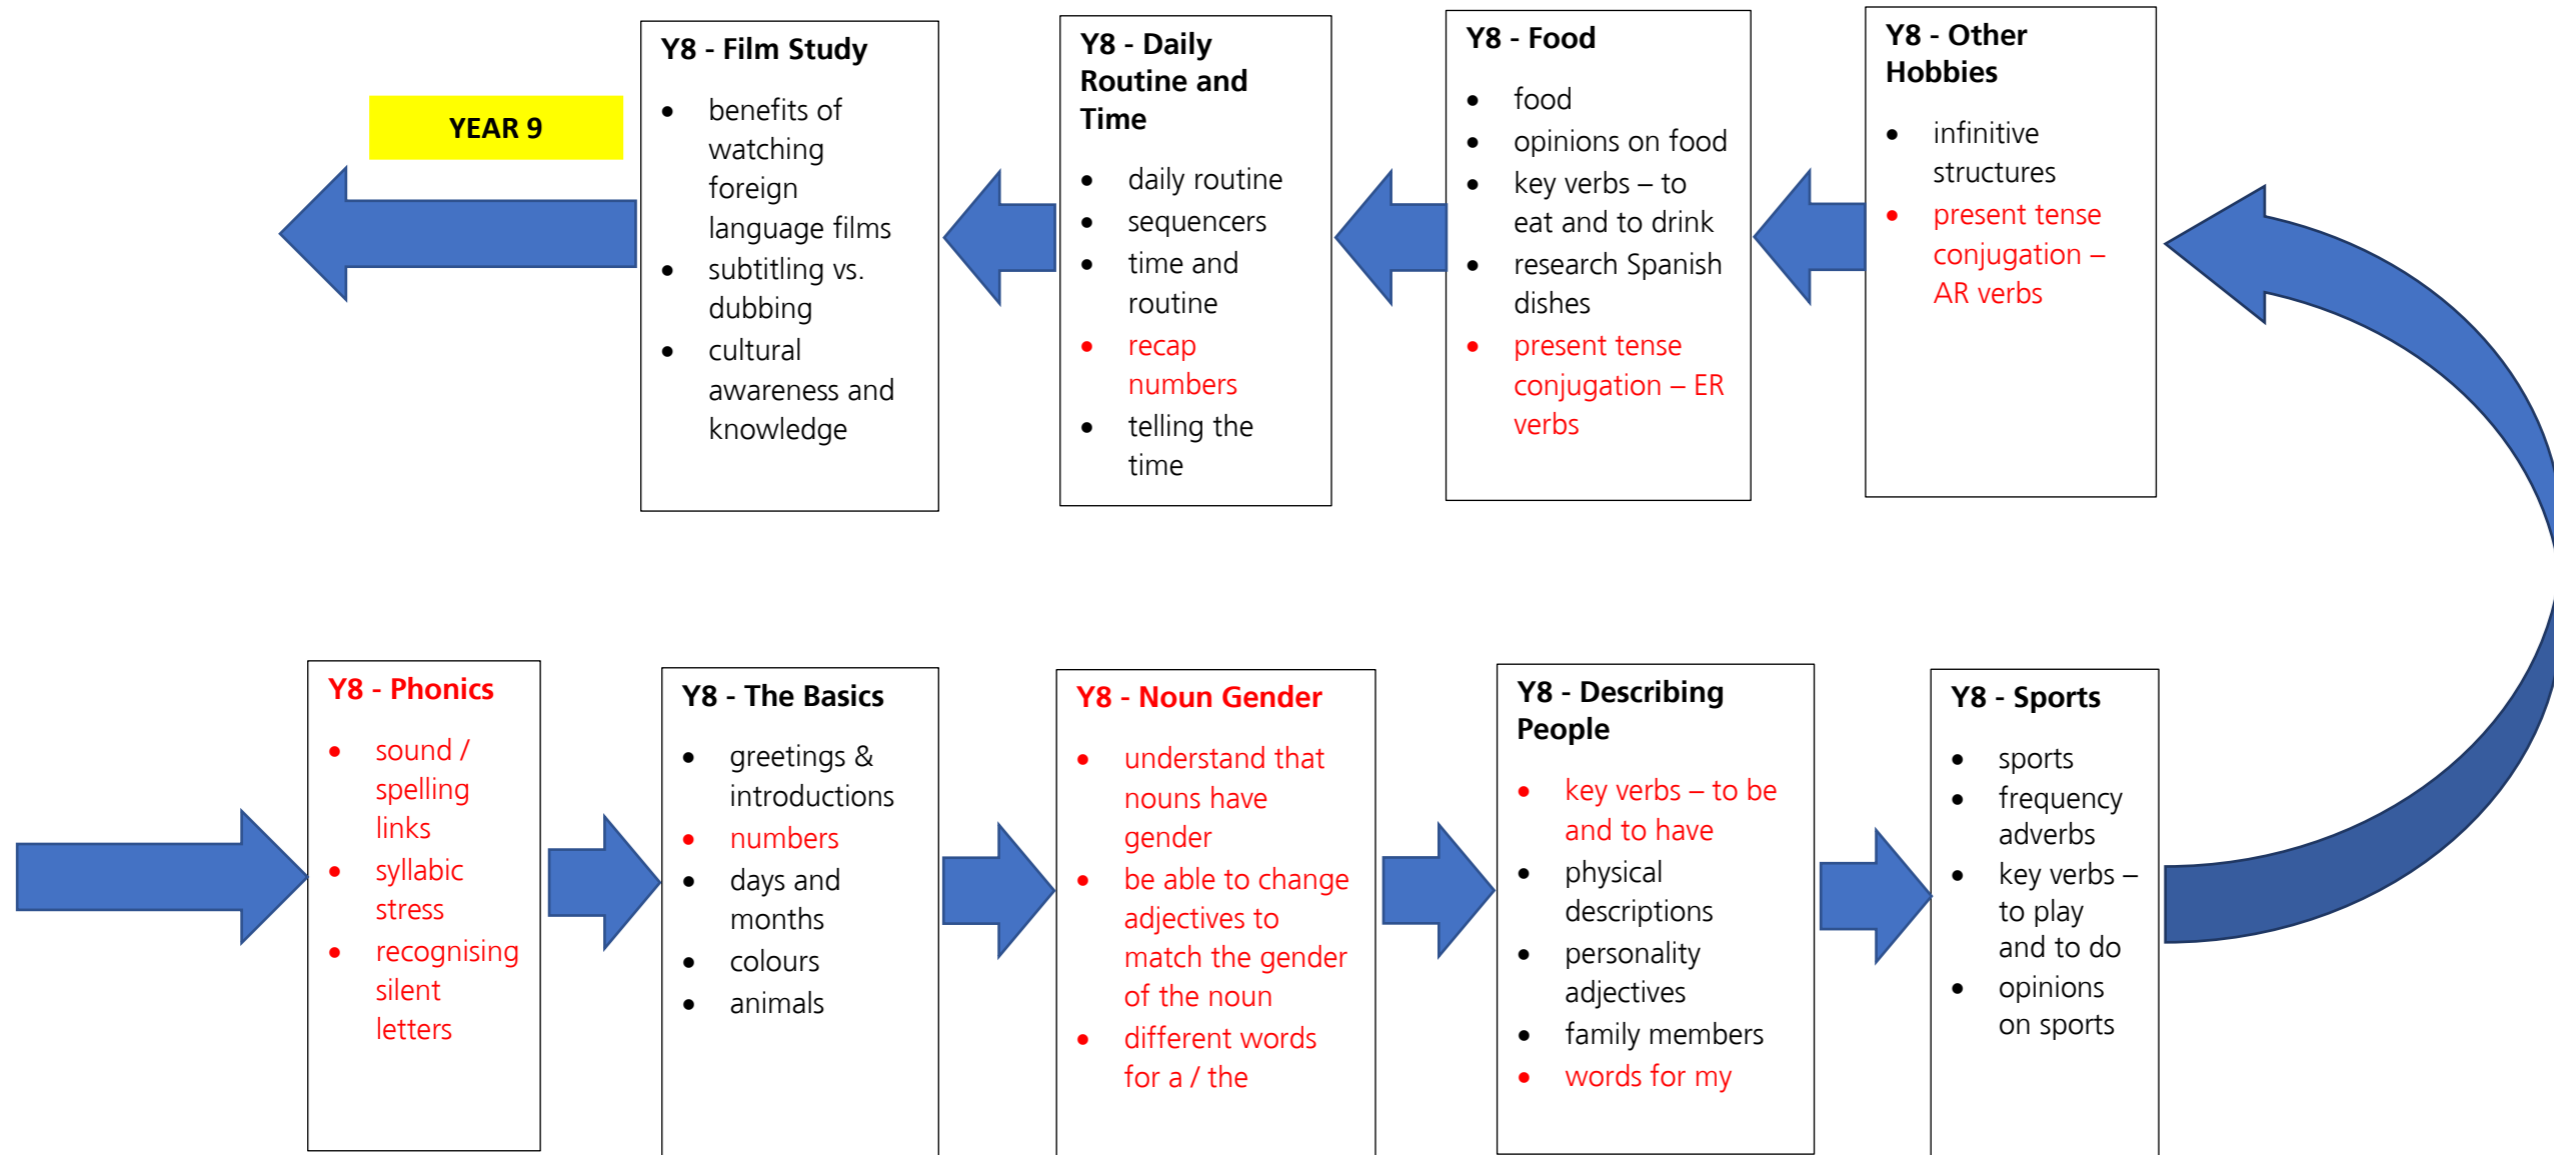 YEAR 9
Y8 - Film Study
• benefits of
watching
foreign
language films
• subtitling vs.
dubbing
• cultural
awareness and
knowledge
Y8 - Daily
Routine and
Time
• daily routine
• sequencers
• time and
routine
• recap
numbers
• telling the
time
Y8 - Food
• food
• opinions on food
• key verbs – to
eat and to drink
• research Spanish
dishes
• present tense
conjugation – ER
verbs
Y8 - Other
Hobbies
• infinitive
structures
• present tense
conjugation –
AR verbs
Y8 - Phonics
• sound /
spelling
links
• syllabic
stress
• recognising
silent
letters
Y8 - The Basics
• greetings &
introductions
• numbers
• days and
months
• colours
• animals
Y8 - Noun Gender
• understand that
nouns have
gender
• be able to change
adjectives to
match the gender
of the noun
• different words
for a / the
Y8 - Describing
People
• key verbs – to be
and to have
• physical
descriptions
• personality
adjectives
• family members
• words for my
Y8 - Sports
• sports
• frequency
adverbs
• key verbs –
to play
and to do
• opinions
on sports